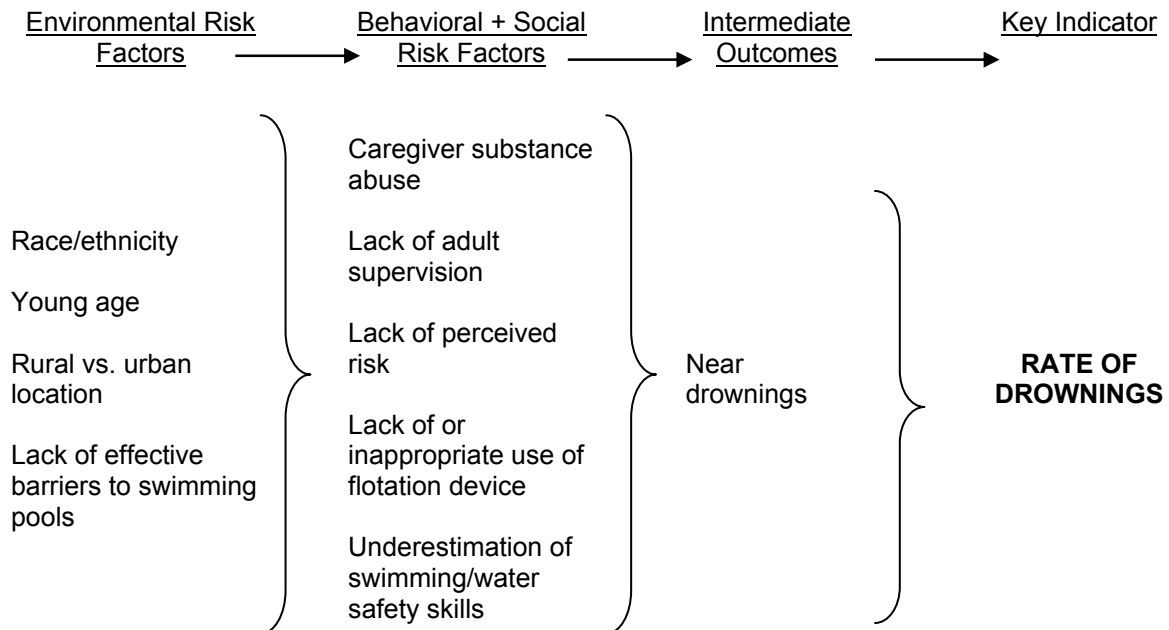 Environmental Risk
Factors
Behavioral + Social
Risk Factors
Intermediate
Outcomes
Key Indicator
Race/ethnicity
Young age
Rural vs. urban
location
Lack of effective
barriers to swimming
pools
Caregiver substance
abuse
Lack of adult
supervision
Lack of perceived
risk
Lack of or
inappropriate use of
flotation device
Underestimation of
swimming/water
safety skills
Near
drownings
RATE OF
DROWNINGS